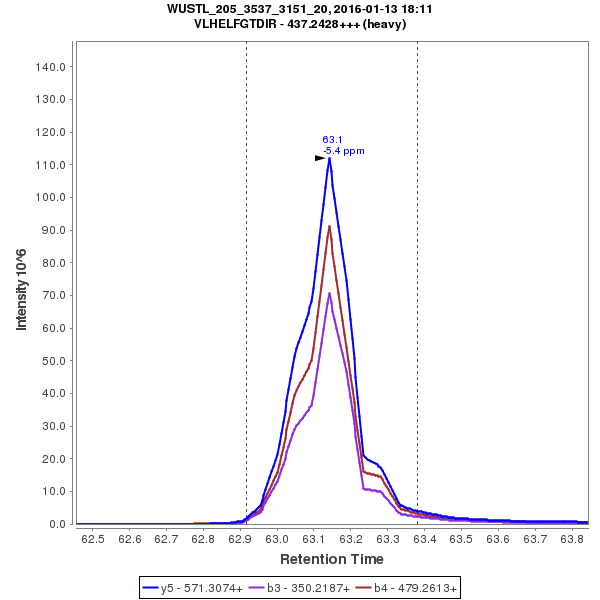 WUSTL_205_3537_3151_20, 2016-01-13 18:11
VLHELFGTDIR - 437.2428+++ (heavy)
63.1
-5.4 ppm
Intensity 10^6
140.0
130.0
120.0
110.0
100.0
90.0
80.0
70.0
60.0
50.0
40.0
30.0
20.0
10.0
0.0
62.5 62.6 62.7 62.8 62.9 63.0 63.1 63.2 63.3 63.4 63.5 63.6 63.7 63.8
Retention Time
y5 - 571.3074+ b3 - 350.2187+ b4 - 479.2613+